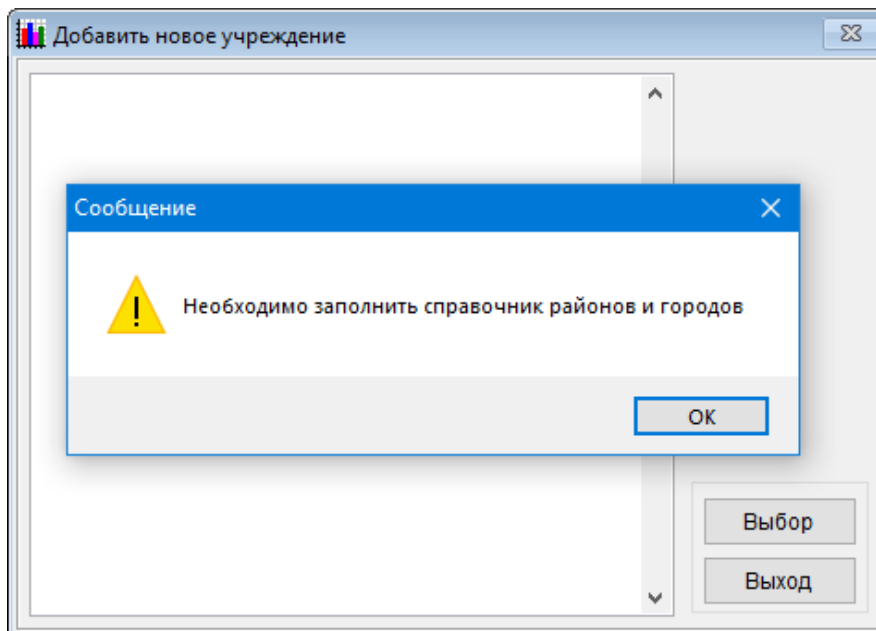 Добавить новое учреждение
Сообщение
Необходимо заполнить справочник районов и городов
ОК
Выбор
Выход